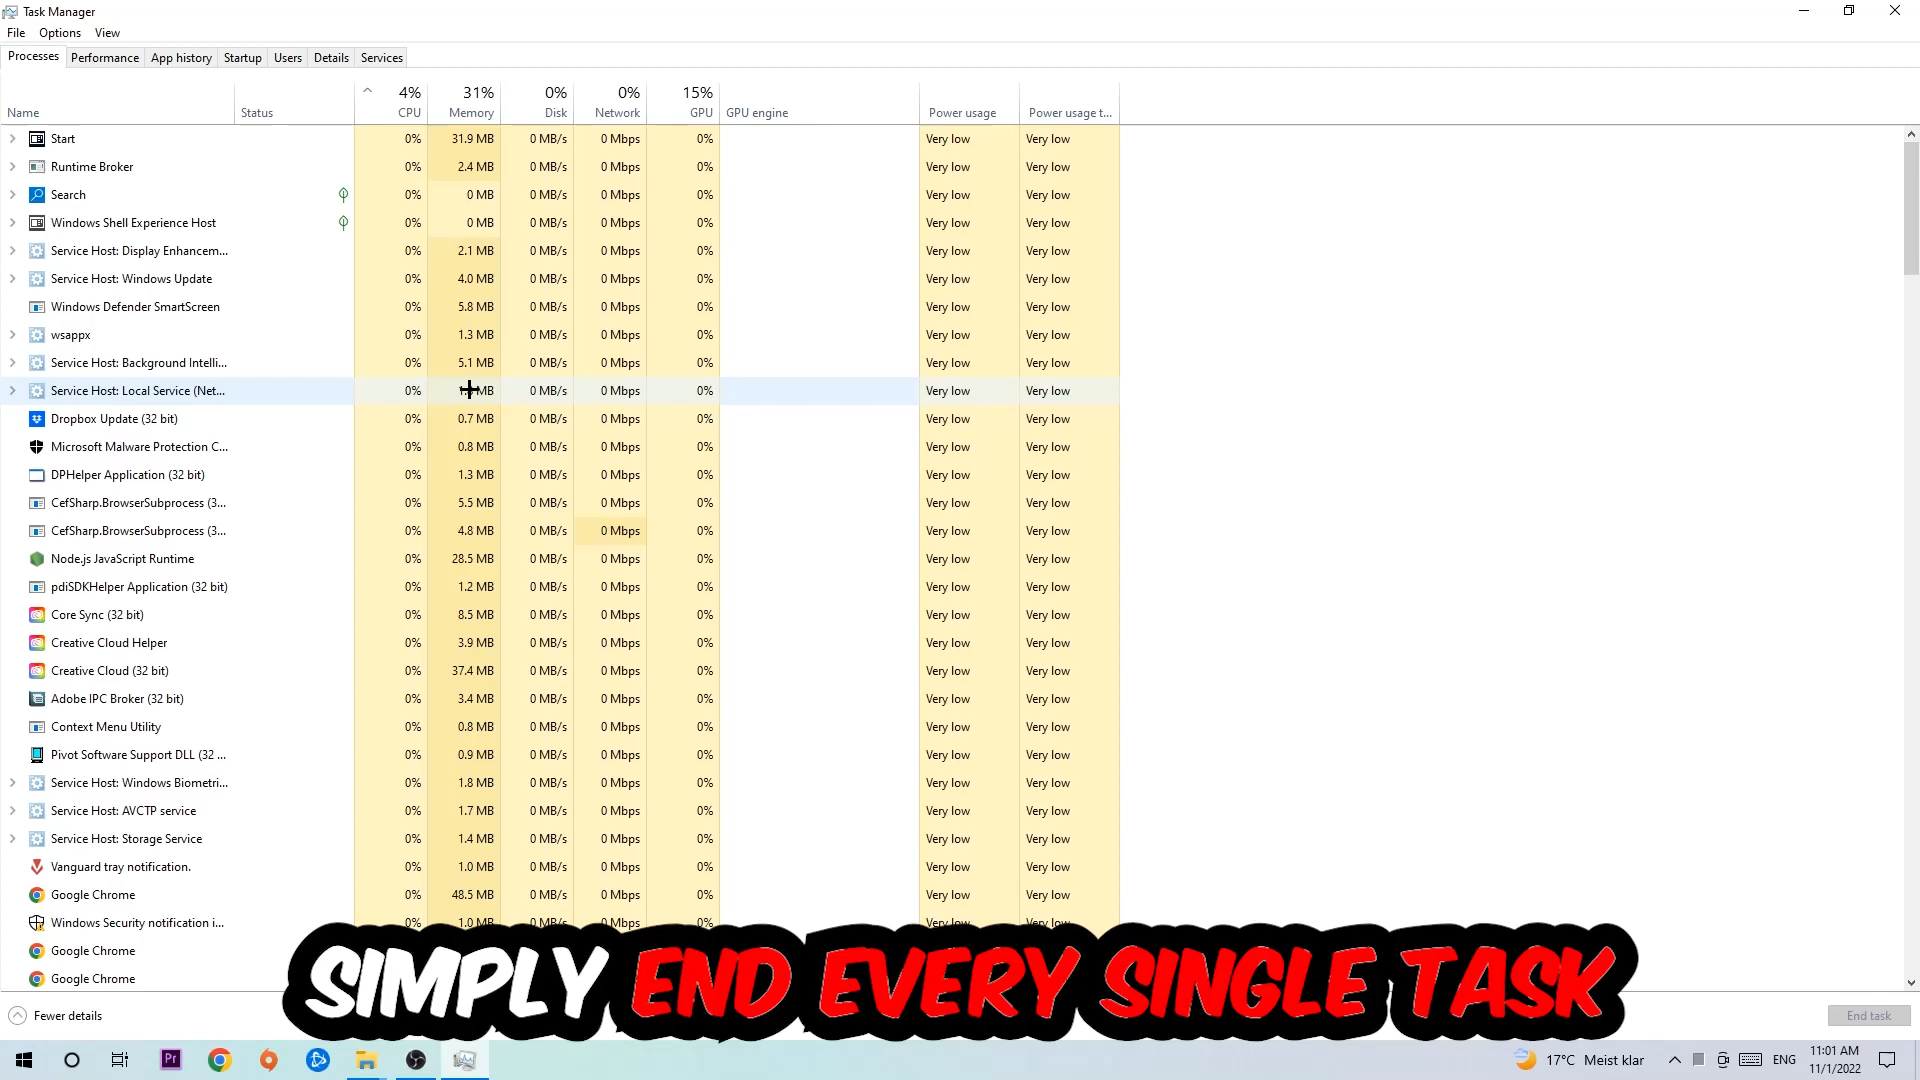 Task Manager
File Options View
Processes Performance App history Startup Users Details Services
4% 31% 0% 0% 15%
Name Status CPU Memory Disk Network GPU GPU engine Power usage Power usage t...
Start 0% 31.9 MB 0 MB/s 0 Mbps 0% Very low Very low
Runtime Broker 0% 2.4 MB 0 MB/s 0 Mbps 0% Very low Very low
Search 0% 0 MB 0 MB/s 0 Mbps 0% Very low Very low
Windows Shell Experience Host 0% 0 MB 0 MB/s 0 Mbps 0% Very low Very low
Service Host: Display Enhancem... 0% 2.1 MB 0 MB/s 0 Mbps 0% Very low Very low
Service Host: Windows Update 0% 4.0 MB 0 MB/s 0 Mbps 0% Very low Very low
Windows Defender SmartScreen 0% 5.8 MB 0 MB/s 0 Mbps 0% Very low Very low
wsappx 0% 1.3 MB 0 MB/s 0 Mbps 0% Very low Very low
Service Host: Background Intelli... 0% 5.1 MB 0 MB/s 0 Mbps 0% Very low Very low
Service Host: Local Service (Net... 0% MB 0 MB/s 0 Mbps 0% Very low Very low
Dropbox Update (32 bit) 0% 0.7 MB 0 MB/s 0 Mbps 0% Very low Very low
Microsoft Malware Protection C... 0% 0.8 MB 0 MB/s 0 Mbps 0% Very low Very low
DPHelper Application (32 bit) 0% 1.3 MB 0 MB/s 0 Mbps 0% Very low Very low
CefSharp.BrowserSubprocess (3... 0% 5.5 MB 0 MB/s 0 Mbps 0% Very low Very low
CefSharp.BrowserSubprocess (3... 0% 4.8 MB 0 MB/s 0 Mbps 0% Very low Very low
Node.js JavaScript Runtime 0% 28.5 MB 0 MB/s 0 Mbps 0% Very low Very low
pdiSDKHelper Application (32 bit) 0% 1.2 MB 0 MB/s 0 Mbps 0% Very low Very low
Core Sync (32 bit) 0% 8.5 MB 0 MB/s 0 Mbps 0% Very low Very low
Creative Cloud Helper 0% 3.9 MB 0 MB/s 0 Mbps 0% Very low Very low
Creative Cloud (32 bit) 0% 37.4 MB 0 MB/s 0 Mbps 0% Very low Very low
Adobe IPC Broker (32 bit) 0% 3.4 MB 0 MB/s 0 Mbps 0% Very low Very low
Context Menu Utility 0% 0.8 MB 0 MB/s 0 Mbps 0% Very low Very low
Pivot Software Support DLL (32 ... 0% 0.9 MB 0 MB/s 0 Mbps 0% Very low Very low
Service Host: Windows Biometri... 0% 1.8 MB 0 MB/s 0 Mbps 0% Very low Very low
Service Host: AVCTP service 0% 1.7 MB 0 MB/s 0 Mbps 0% Very low Very low
Service Host: Storage Service 0% 1.4 MB 0 MB/s 0 Mbps 0% Very low Very low
Vanguard tray notification. 0% 1.0 MB 0 MB/s 0 Mbps 0% Very low Very low
Google Chrome 0% 48.5 MB 0 MB/s 0 Mbps 0% Very low Very low
Windows Security notification i... 0% 1.0 MB 0 MB/s 0 Mbps 0% Very low Very low
Google Chrome
Google Chrome
SIMPLY END EVERY SINGLE TASK
Fewer details End task
Pr 17°C Meist klar ENG 11:01 AM
11/1/2022